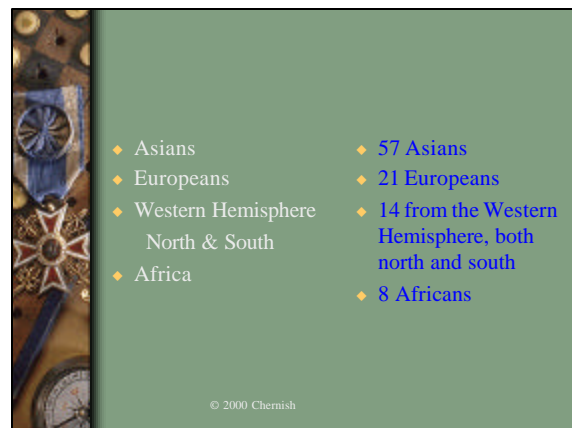 Asians
Europeans
Western Hemisphere
North & South
Africa
57 Asians
21 Europeans
14 from the Western
Hemisphere, both
north and south
8 Africans
© 2000 Chernish